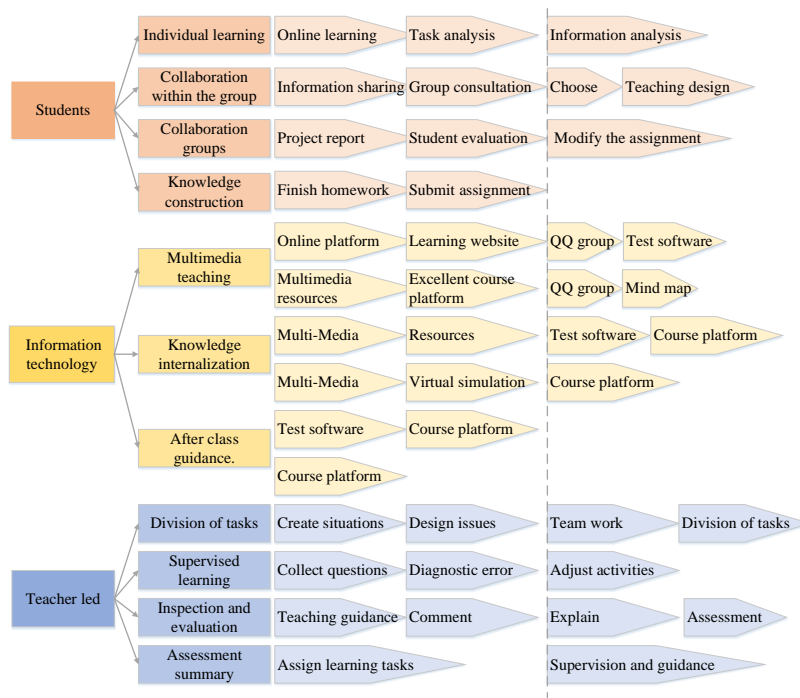 Students
Individual learning
Online learning
Task analysis
Information analysis
Collaboration
within the group
Information sharing
Group consultation
Choose
Teaching design
Collaboration
groups
Project report
Student evaluation
Modify the assignment
Knowledge
construction
Finish homework
Submit assignment
Information
technology
Multimedia
teaching
Online platform
Learning website
QQ group
Test software
Multimedia
resources
Excellent course
platform
QQ group
Mind map
Knowledge
internalization
Multi-Media
Resources
Test software
Course platform
Multi-Media
Virtual simulation
Course platform
After class
guidance.
Test software
Course platform
Course platform
Teacher led
Division of tasks
Create situations
Design issues
Team work
Division of tasks
Supervised
learning
Collect questions
Diagnostic error
Adjust activities
Inspection and
evaluation
Teaching guidance
Comment
Explain
Assessment
Assessment
summary
Assign learning tasks
Supervision and guidance